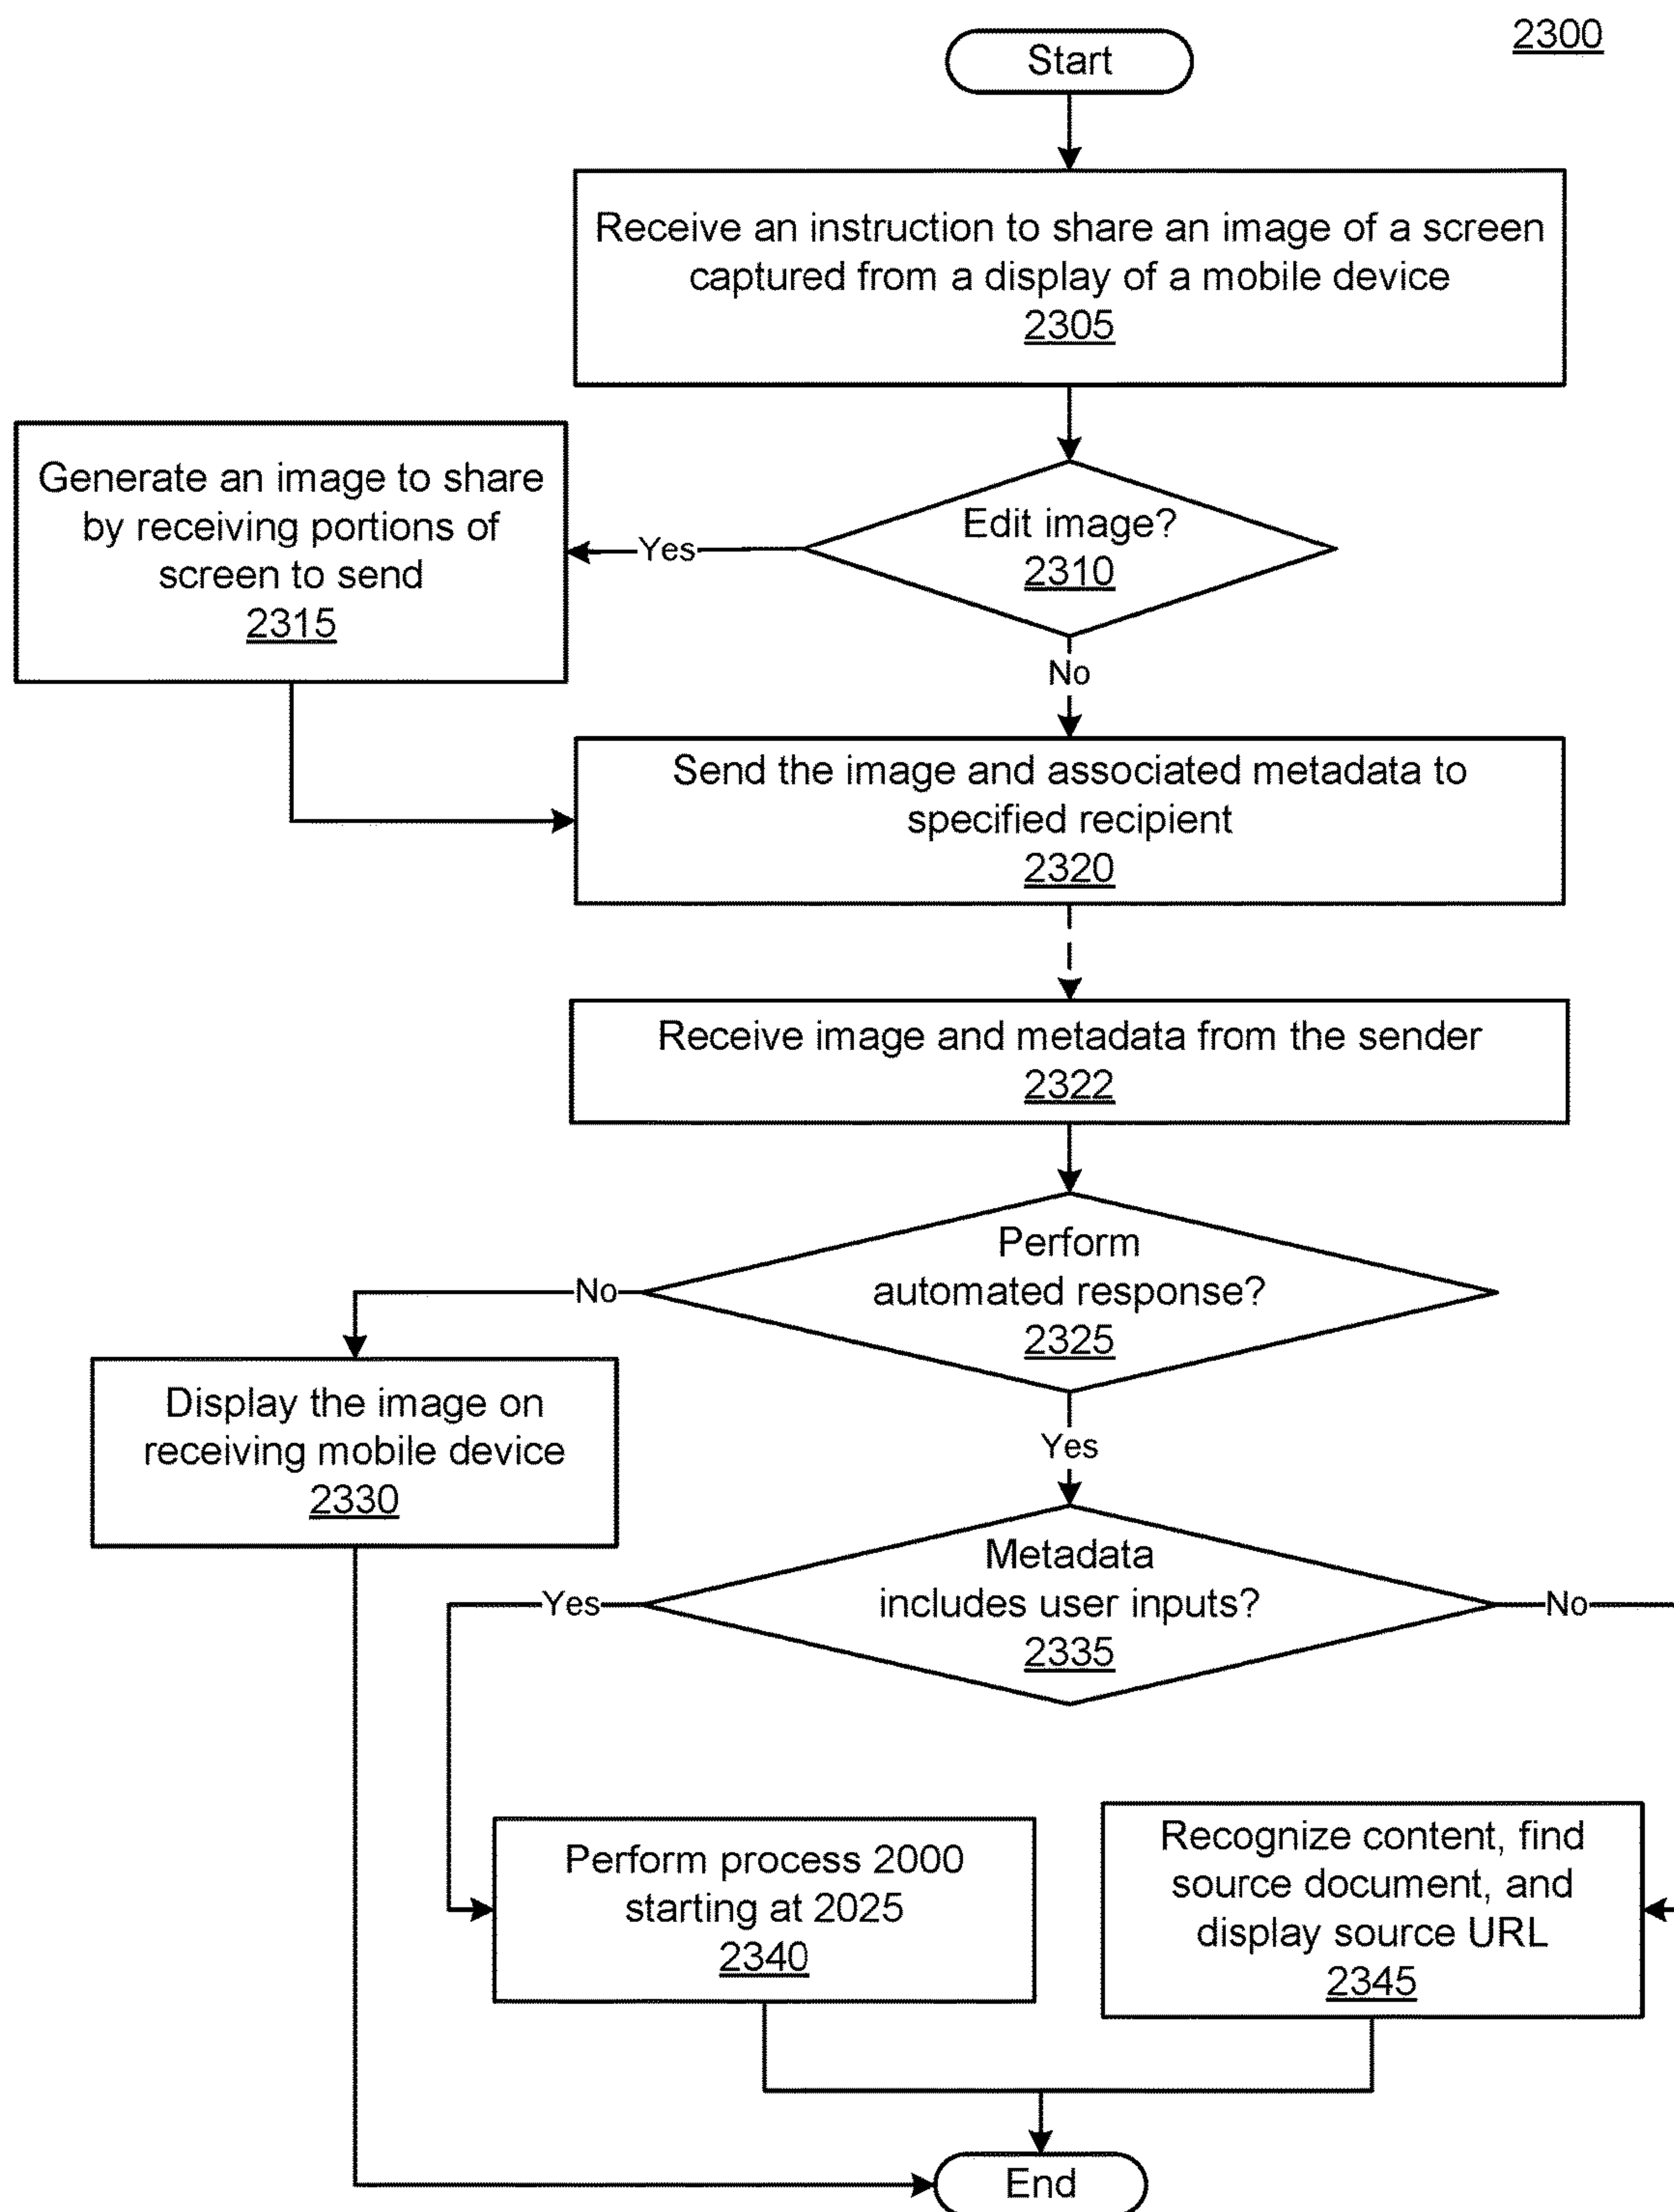 2300
Start
Receive an instruction to share an image of a screen
captured from a display of a mobile device
2305
Generate an image to share
by receiving portions of
screen to send
2315
Yes
Edit image?
2310
No
Send the image and associated metadata to
specified recipient
2320
Receive image and metadata from the sender
2322
Perform
automated response?
2325
No
Yes
Display the image on
receiving mobile device
2330
Metadata
includes user inputs?
2335
Yes
No
Perform process 2000
starting at 2025
2340
Recognize content, find
source document, and
display source URL
2345
End